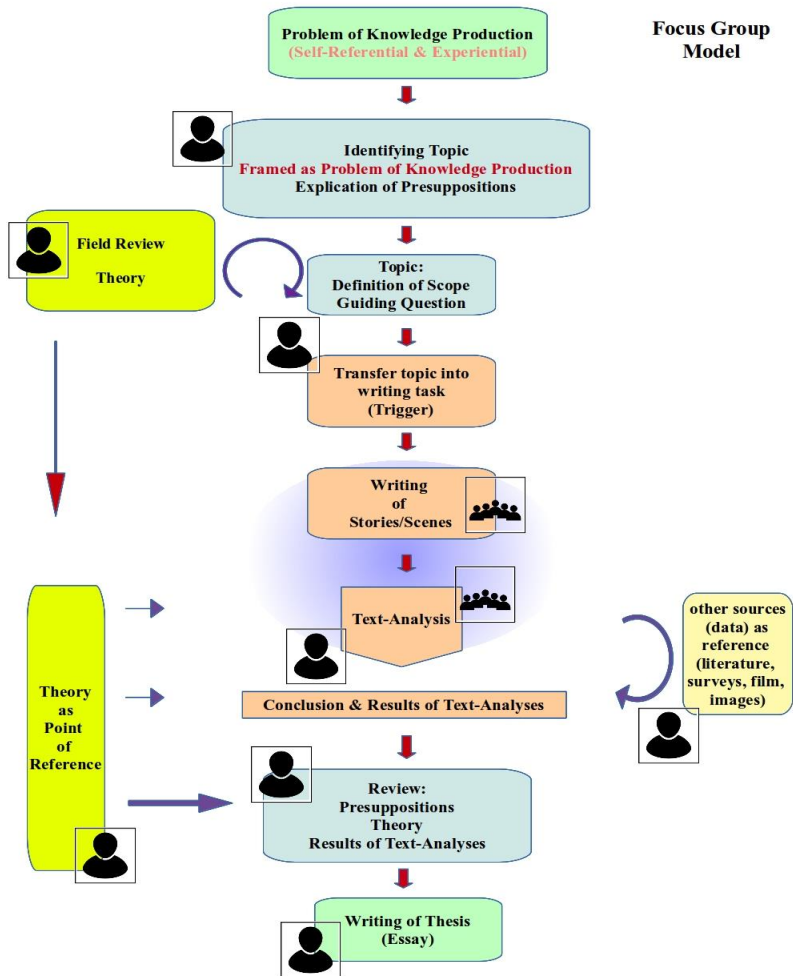 Focus Group
Model
Problem of Knowledge Production
(Self-Referential & Experiential)
Identifying Topic
Framed as Problem of Knowledge Production
Explication of Presuppositions
Field Review
Theory
Topic:
Definition of Scope
Guiding Question
Transfer topic into
writing task
(Trigger)
Writing
of
Stories/Scenes
Text-Analysis
other sources
(data) as
reference
(literature,
surveys, film,
images)
Theory
as
Point
of
Reference
Conclusion & Results of Text-Analyses
Review:
Presuppositions
Theory
Results of Text-Analyses
Writing of Thesis
(Essay)